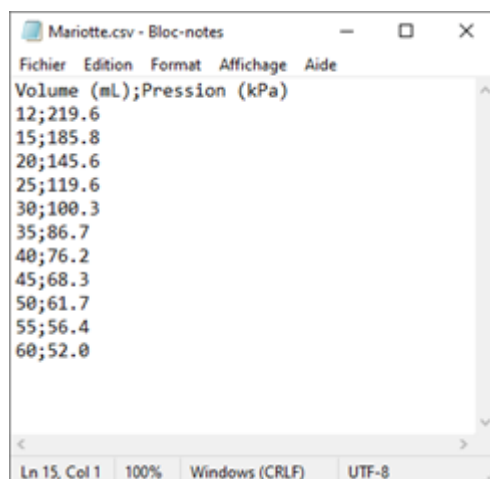 Mariotte.csv - Bloc-notes
Fichier Edition Format Affichage Aide
Volume (mL);Pression (kPa)
12;219.6
15;185.8
20;145.6
25;119.6
30;100.3
35;86.7
40;76.2
45;68.3
50;61.7
55;56.4
60;52.0
Ln 15, Col 1 100% Windows (CRLF) UTF-8